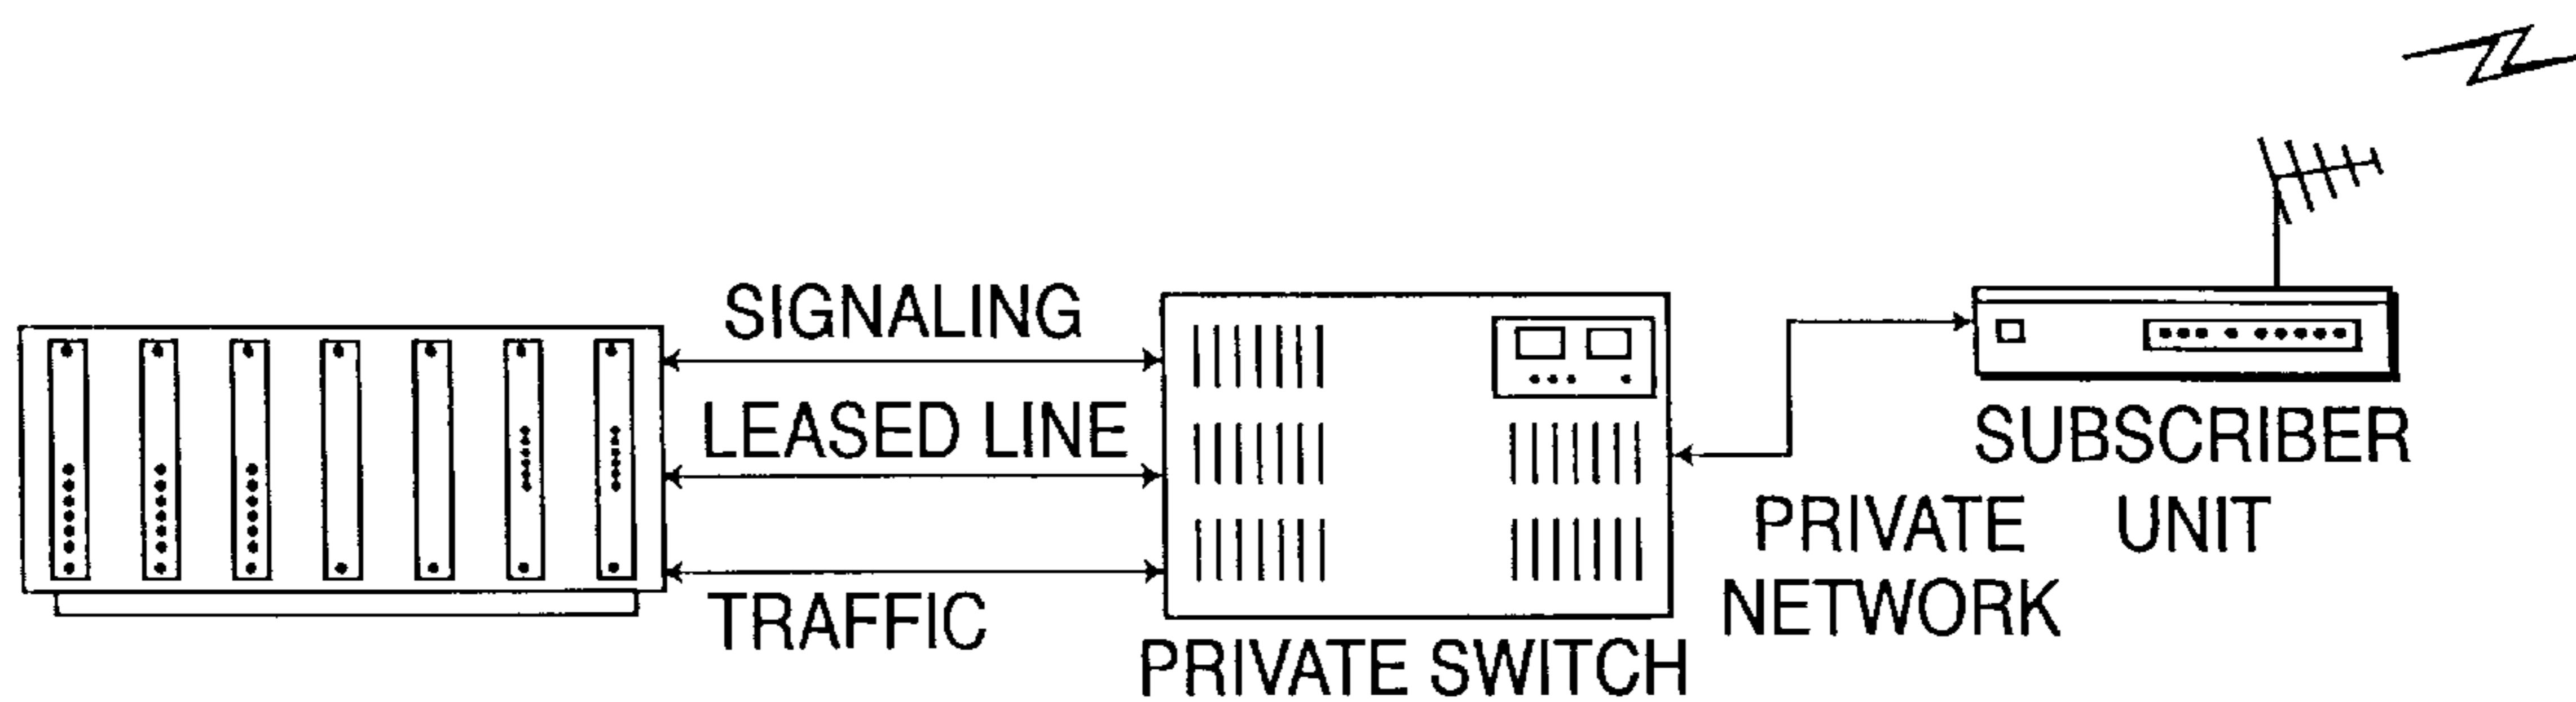 SIGNALING
LEASED LINE
TRAFFIC
PRIVATE SWITCH
PRIVATE
NETWORK
SUBSCRIBER
UNIT